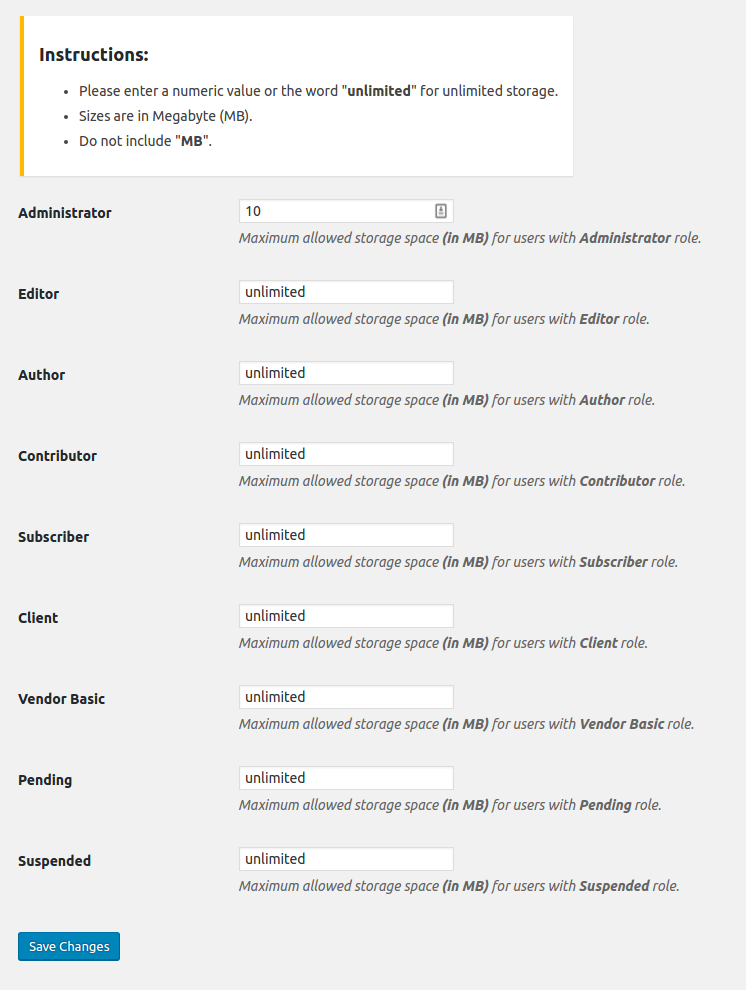 Instructions:
Please enter a numeric value or the word "unlimited" for unlimited storage.
Sizes are in Megabyte (MB).
Do not include "MB".
Administrator
10
Maximum allowed storage space (in MB) for users with Administrator role.
Editor
unlimited
Maximum allowed storage space (in MB) for users with Editor role.
Author
unlimited
Maximum allowed storage space (in MB) for users with Author role.
Contributor
unlimited
Maximum allowed storage space (in MB) for users with Contributor role.
Subscriber
unlimited
Maximum allowed storage space (in MB) for users with Subscriber role.
Client
unlimited
Maximum allowed storage space (in MB) for users with Client role.
Vendor Basic
unlimited
Maximum allowed storage space (in MB) for users with Vendor Basic role.
Pending
unlimited
Maximum allowed storage space (in MB) for users with Pending role.
Suspended
unlimited
Maximum allowed storage space (in MB) for users with Suspended role.
Save Changes